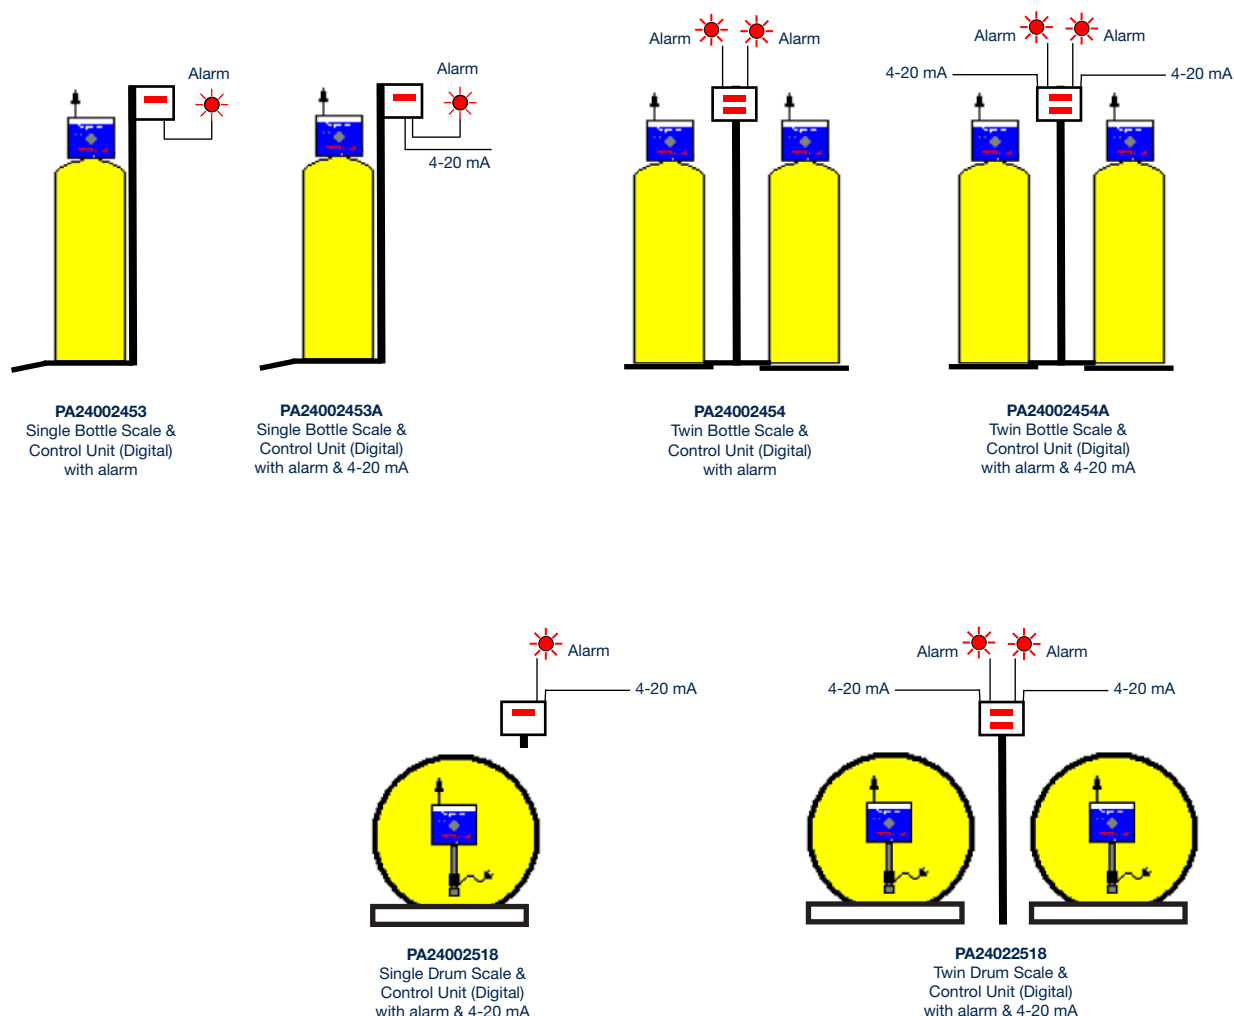 Alarm
4-20 mA
PA24002453
Single Bottle Scale &
Control Unit (Digital)
with alarm
Alarm
PA24002453A
Single Bottle Scale &
Control Unit (Digital)
with alarm & 4-20 mA
Alarm
Alarm
PA24002454
Twin Bottle Scale &
Control Unit (Digital)
with alarm
Alarm
Alarm
4-20 mA
4-20 mA
PA24002454A
Twin Bottle Scale &
Control Unit (Digital)
with alarm & 4-20 mA
Alarm
4-20 mA
PA24002518
Single Drum Scale &
Control Unit (Digital)
with alarm & 4-20 mA
Alarm
Alarm
4-20 mA
4-20 mA
PA24022518
Twin Drum Scale &
Control Unit (Digital)
with alarm & 4-20 mA